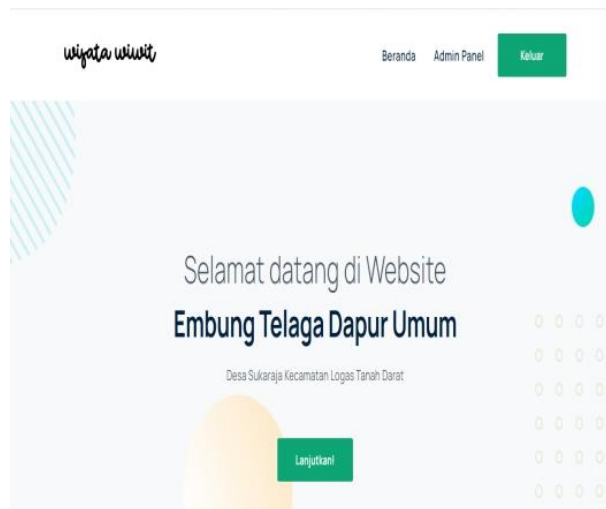 wijata wiwit
Beranda Admin Panel Keluar
Selamat datang di Website
Embung Telaga Dapur Umum
Desa Sukaraja Kecamatan Logas Tanah Darat
Lanjutkan!